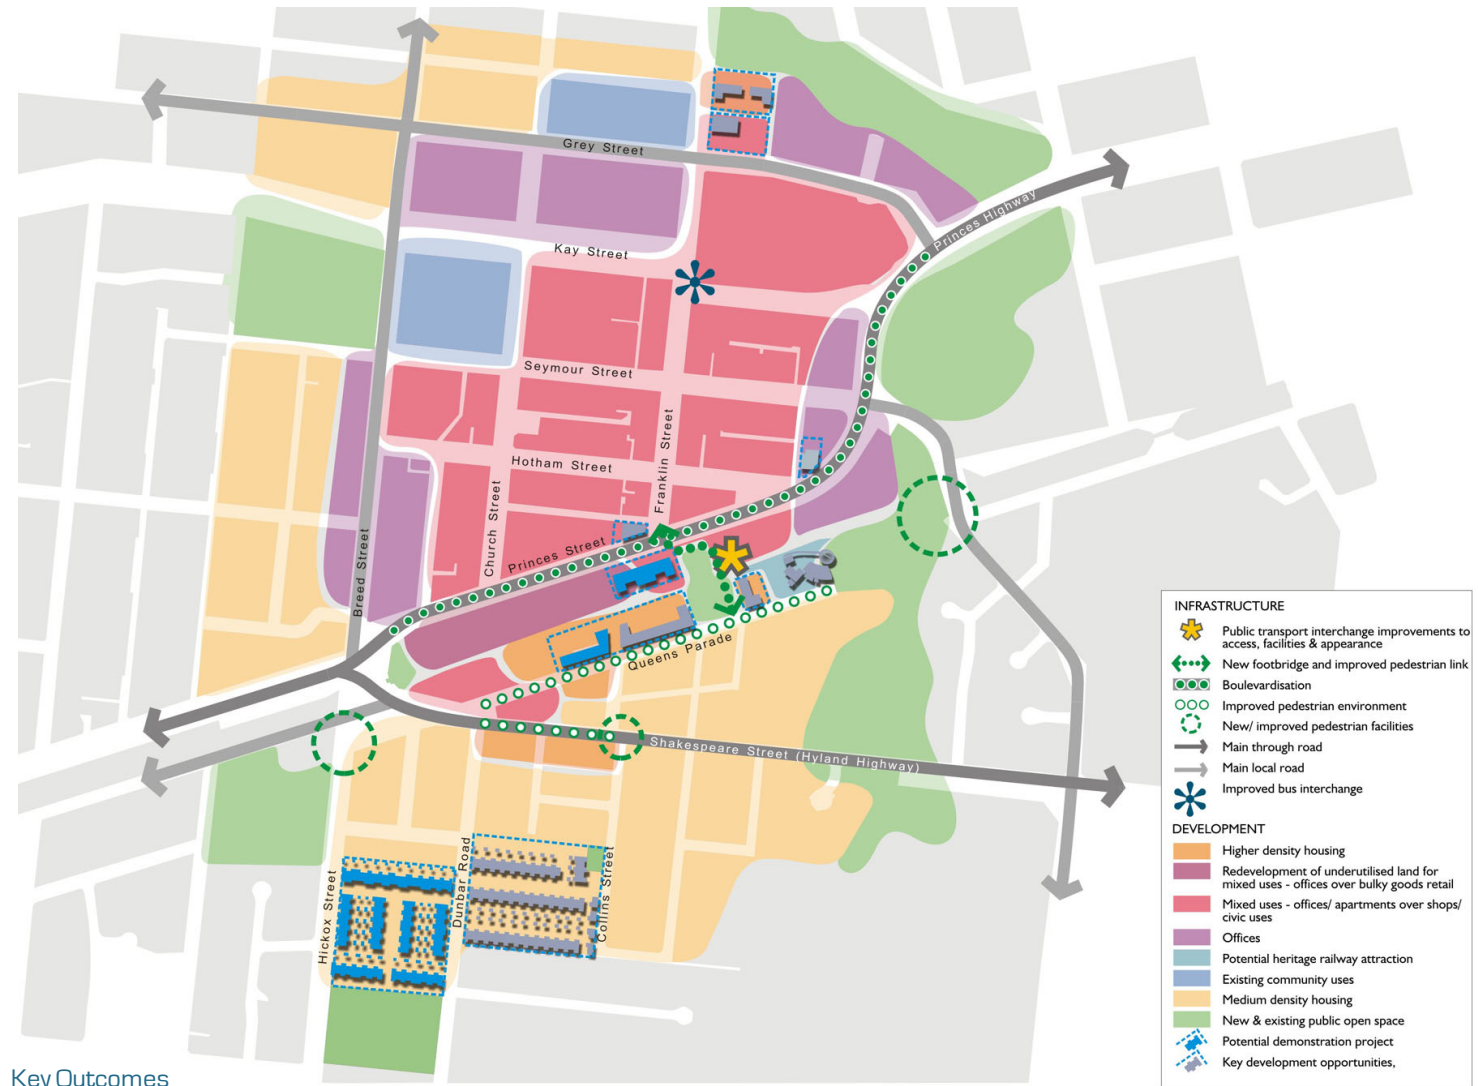 Grey Street
Princes Highway
Kay Street
Seymour Street
Franklin Street
Hotham Street
Church Street
Princes Street
Breed Street
Queens Parade
Shakespeare Street (Hyland Highway)
Dunbar Road
Collins Street
Hickox Street
Key Outcomes
INFRASTRUCTURE
Public transport interchange improvements to
access, facilities & appearance
New footbridge and improved pedestrian link
Boulevardisation
Improved pedestrian environment
New/ improved pedestrian facilities
Main through road
Main local road
Improved bus interchange
DEVELOPMENT
Higher density housing
Redevelopment of underutilised land for
mixed uses - offices over bulky goods retail
Mixed uses - offices/ apartments over shops/
civic uses
Offices
Potential heritage railway attraction
Existing community uses
Medium density housing
New & existing public open space
Potential demonstration project
Key development opportunities,